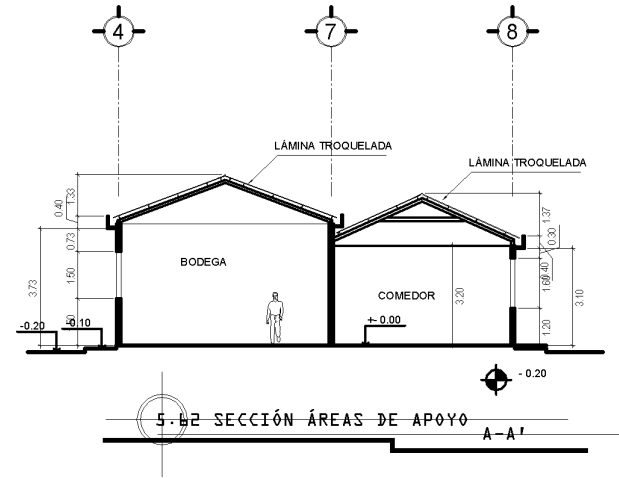 4 7 8
LÁMINA TROQUELADA
LÁMINA TROQUELADA
1.33
0.40
0.73
1.50
3.73
BODEGA
COMEDOR
3.20
1.37
0.30
0.40
1.60
3.10
1.20
-0.20
0.10
+- 0.00
- 0.20
5.62 SECCIÓN ÁREAS DE APOYO
A-A'